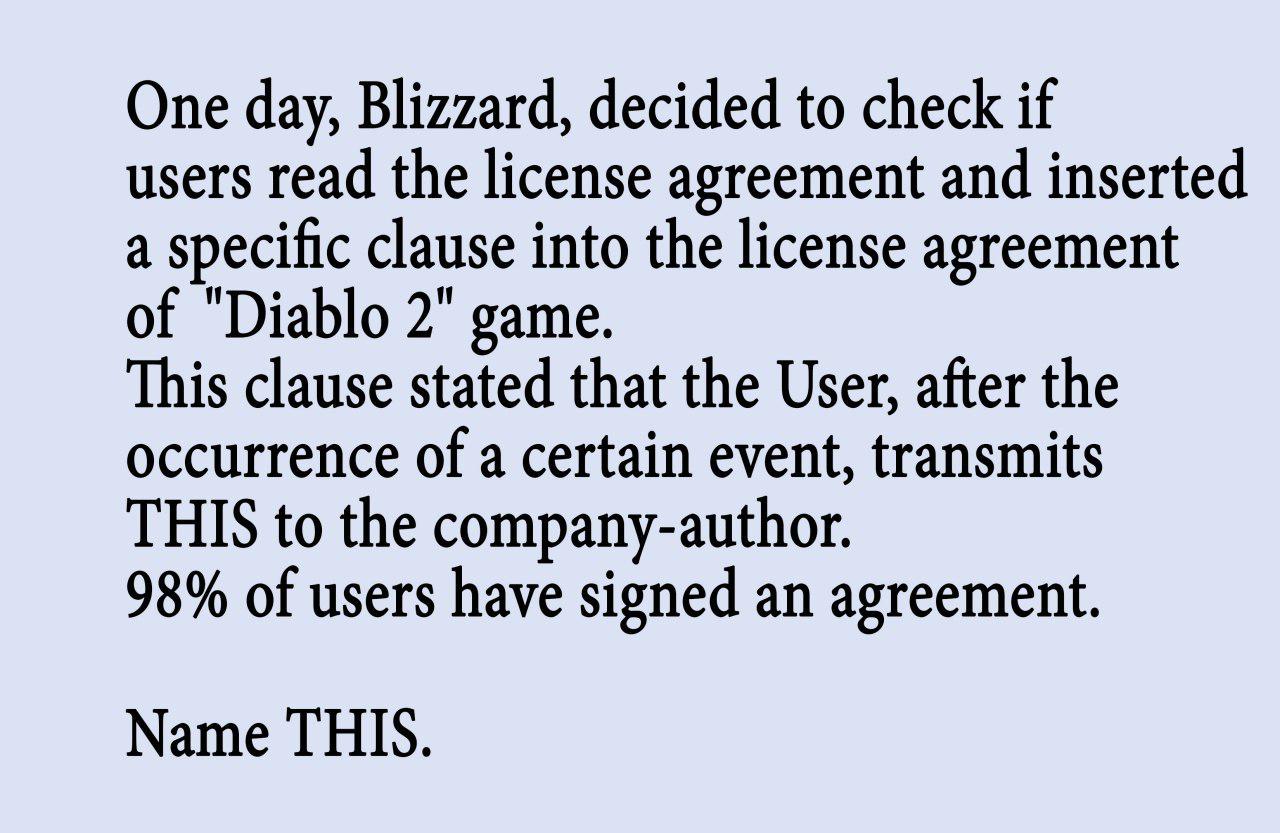 One day, Blizzard, decided to check if
users read the license agreement and inserted
a specific clause into the license agreement
of  "Diablo 2" game.
This clause stated that the User, after the
occurrence of a certain event, transmits
THIS to the company-author.
98% of users have signed an agreement.
Name THIS.